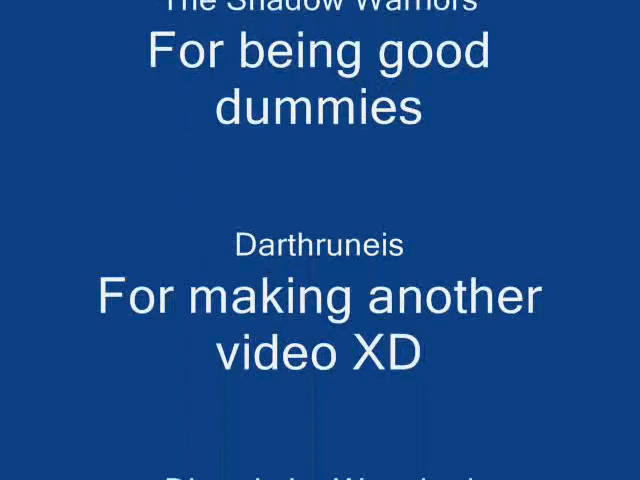 The Shadow Warriors
For being good
dummies
Darthruneis
For making another
video XD